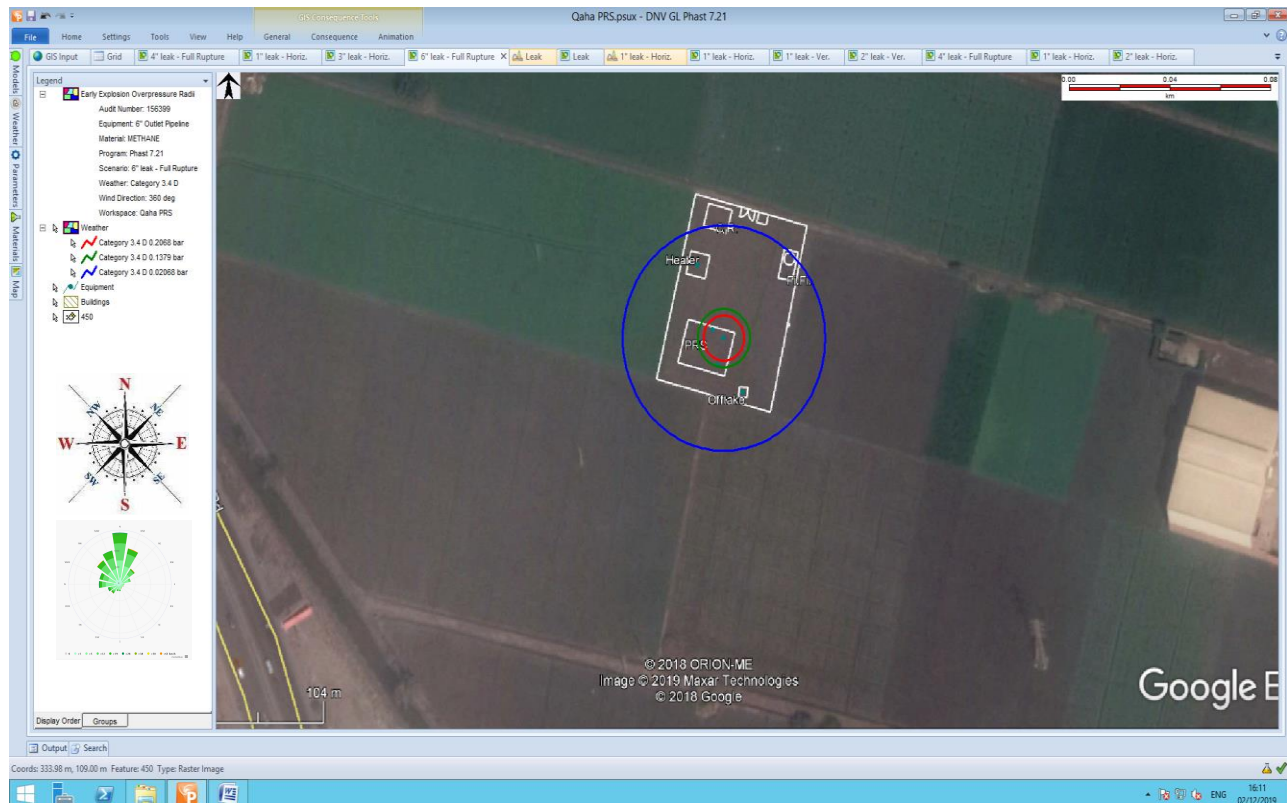 Qaha PRS.psux - DNV GL Phast 7.21
GIS Consequence Tools
File Home Settings Tools View Help General Consequence Animation
GIS Input Grid 4" leak - Full Rupture 1" leak - Horiz. 3" leak - Horiz. 6" leak - Full Rupture X Leak Leak 1" leak - Horiz. 1" leak - Horiz. 1" leak - Ver. 2" leak - Ver. 4" leak - Full Rupture 1" leak - Horiz. 2" leak - Horiz.
Models
Weather
Parameters
Materials
Map
Legend
Early Explosion Overpressure Radii
Audit Number: 156399
Equipment: 6" Outlet Pipeline
Material: METHANE
Program: Phast 7.21
Scenario: 6" leak - Full Rupture
Weather: Category 3.4 D
Wind Direction: 360 deg
Workspace: Qaha PRS
Weather
Category 3.4 D 0.2068 bar
Category 3.4 D 0.1379 bar
Category 3.4 D 0.02068 bar
Equipment
Buildings
450
N
NW NE
W E
SW SE
S
0.00 0.04 0.08
km
Heater
PRS
Offtake
104 m
© 2018 ORION-ME
Image © 2019 Maxar Technologies
© 2018 Google
Google E
Display Order Groups
Output Search
Coords: 333.98 m, 109.00 m Feature: 450 Type: Raster Image
ENG
16:11
02/12/2019